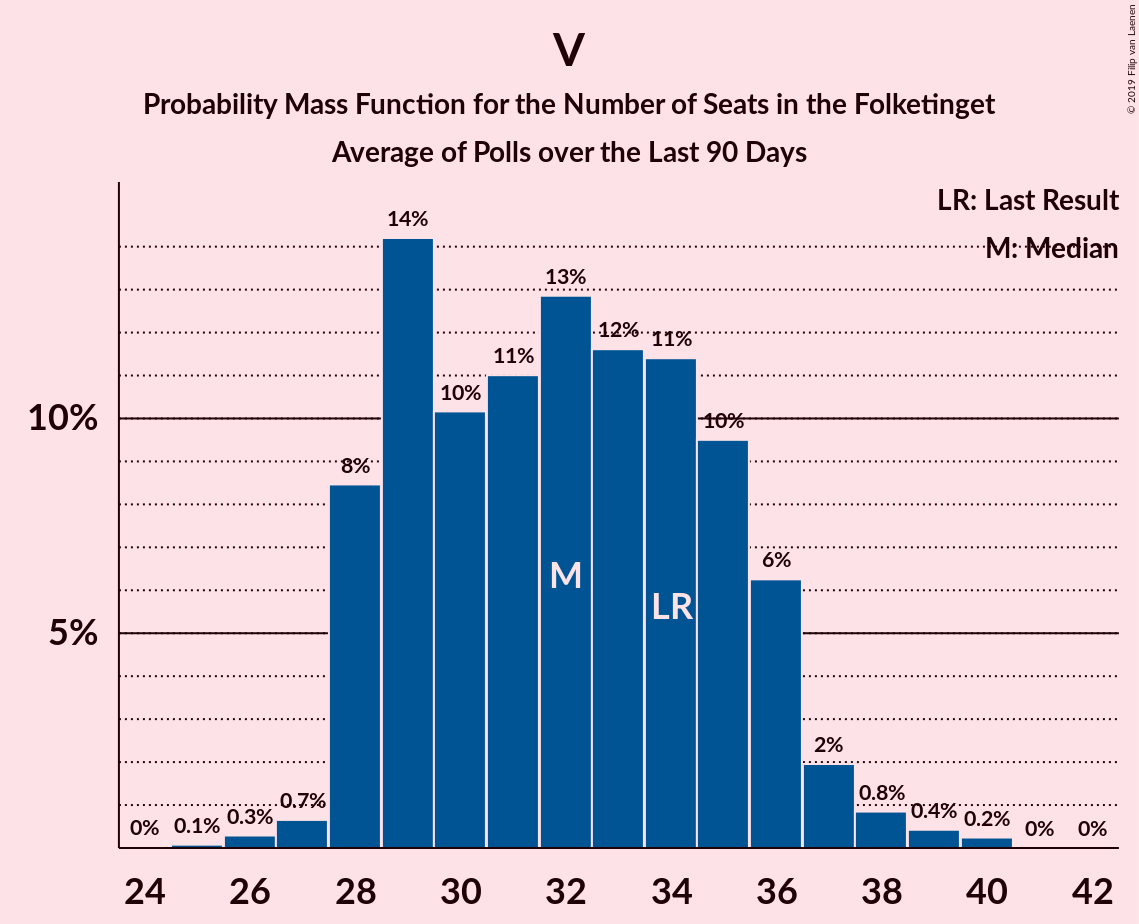 © 2019 Filip van Laenen
V
Probability Mass Function for the Number of Seats in the Folketinget
Average of Polls over the Last 90 Days
LR: Last Result
M: Median
14%
13%
12%
11%
11%
10%
10%
10%
8%
M
6%
LR
5%
2%
0.8%
0.7%
0.4%
0.3%
0.2%
0.1%
0%
0%
0%
24 26 28 30 32 34 36 38 40 42